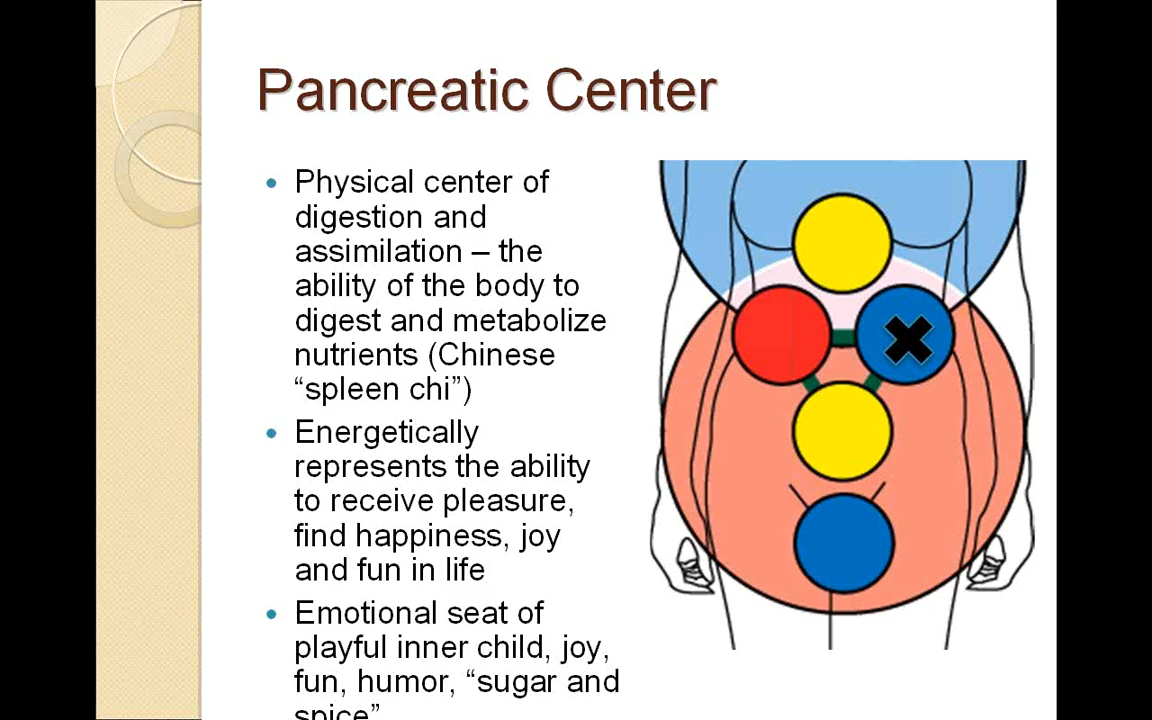 Pancreatic Center
• Physical center of
digestion and
assimilation – the
ability of the body to
digest and metabolize
nutrients (Chinese
“spleen chi”)
• Energetically
represents the ability
to receive pleasure,
find happiness, joy
and fun in life
• Emotional seat of
playful inner child, joy,
fun, humor, “sugar and
spice”